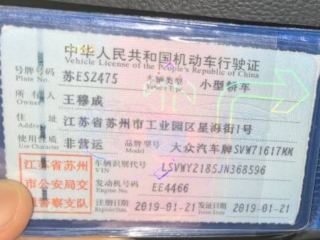 中华人民共和国机动车行驶证
Vehicle License of the People's Republic of China
号牌号码 苏ESZ475 车辆类型 小型轿车
Plate No. Vehicle Type
所有人 王穆成
Owner
住址 江苏省苏州市工业园区星海街1号
Address
使用性质 非营运 品牌型号 大众汽车牌SVW71617MM
Use Character Model
江苏省苏州市公安局交通警察支队
车辆识别代号 LSVWY2185JN368596
VIN
发动机号码 EE4466
Engine No.
注册日期 2019-01-21 发证日期 2019-01-21
Register Date Issue Date